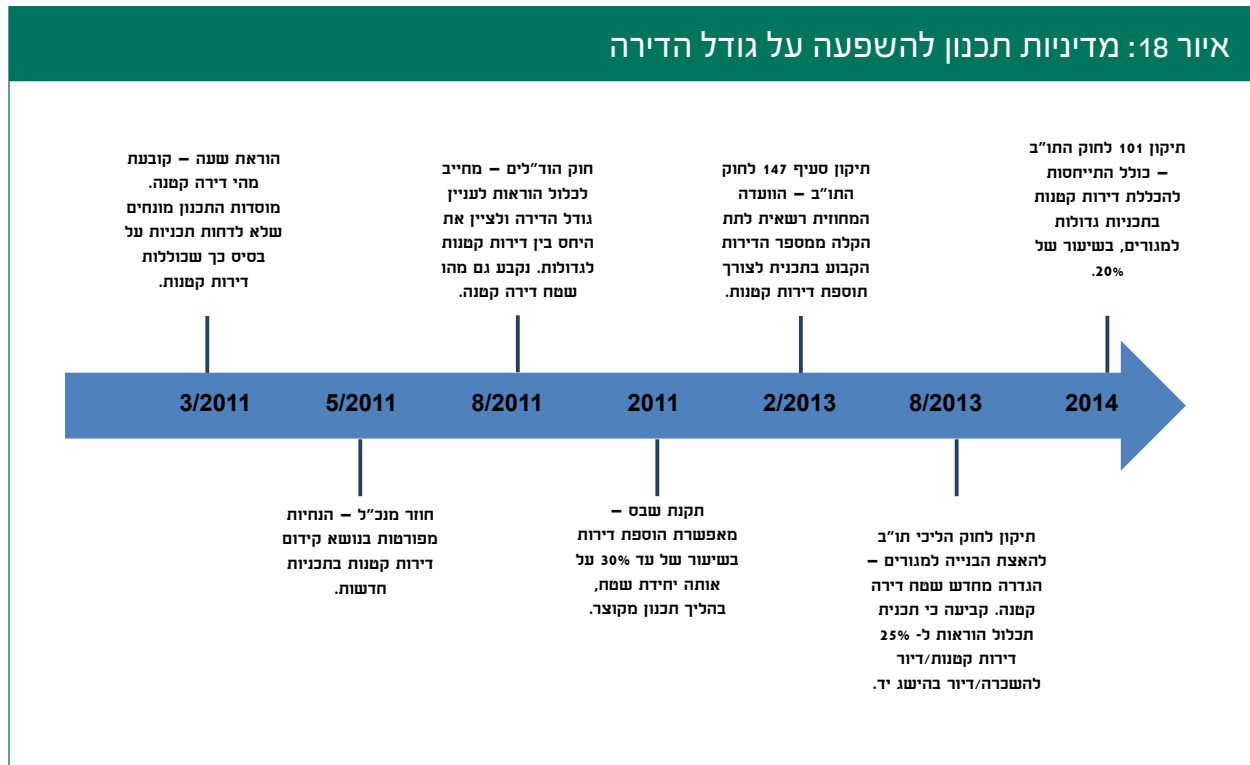 איור 18: מדיניות תכנון להשפעה על גודל הדירה
הוראת שעה – קובעת
מהי דירה קטנה.
מוסדות התכנון מונחים
שלא לדחות תכניות על
בסיס כך שכוללות
דירות קטנות.
חוק הוד"לים – מחייב
לכלול הוראות לעניין
גודל הדירה ולציין את
היחס בין דירות קטנות
לגדולות. נקבע גם מהו
שטח דירה קטנה.
תיקון סעיף 147 לחוק
התו"ב – הוועדה
המחוזית רשאית לתת
הקלה ממספר הדירות
הקבוע בתכנית לצורך
תוספת דירות קטנות.
תיקון 101 לחוק התו"ב
– כולל התייחסות
להכללת דירות קטנות
בתכניות גדולות
למגורים, בשיעור של
20%.
3/2011 5/2011 8/2011 2011 2/2013 8/2013 2014
חוזר מנכ"ל – הנחיות
מפורטות בנושא קידום
דירות קטנות בתכניות
חדשות.
תקנת שבס –
מאפשרת הוספת דירות
בשיעור של עד 30% על
אותה יחידת שטח,
בהליך תכנון מקוצר.
תיקון לחוק הליכי תו"ב
להאצת הבנייה למגורים –
הגדרה מחדש שטח דירה
קטנה. קביעה כי תכנית
תכלול הוראות ל- 25%
דירות קטנות/דיור
להשכרה/דיור בהישג יד.